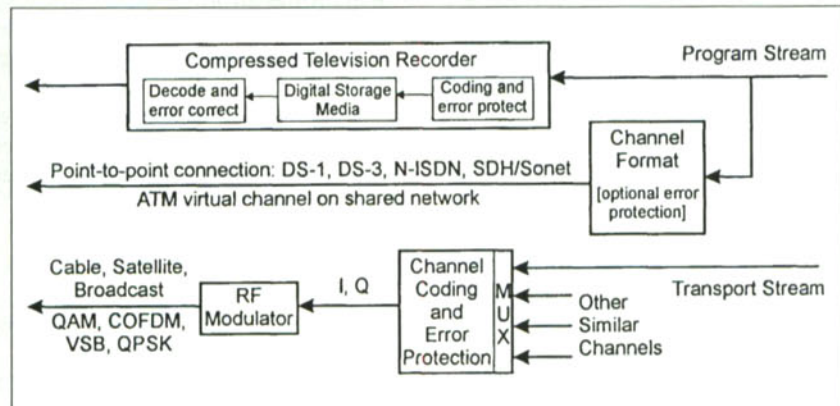 Compressed Television Recorder
Program Stream
Decode and
error correct
Digital Storage
Media
Coding and
error protect
Channel
Format
[optional error
protection]
Point-to-point connection: DS-1, DS-3, N-ISDN, SDH/Sonet
ATM virtual channel on shared network
Cable, Satellite,
Broadcast
QAM, COFDM,
VSB, QPSK
RF
Modulator
I, Q
Channel
Coding
and
Error
Protection
M
U
X
Transport Stream
Other
Similar
Channels